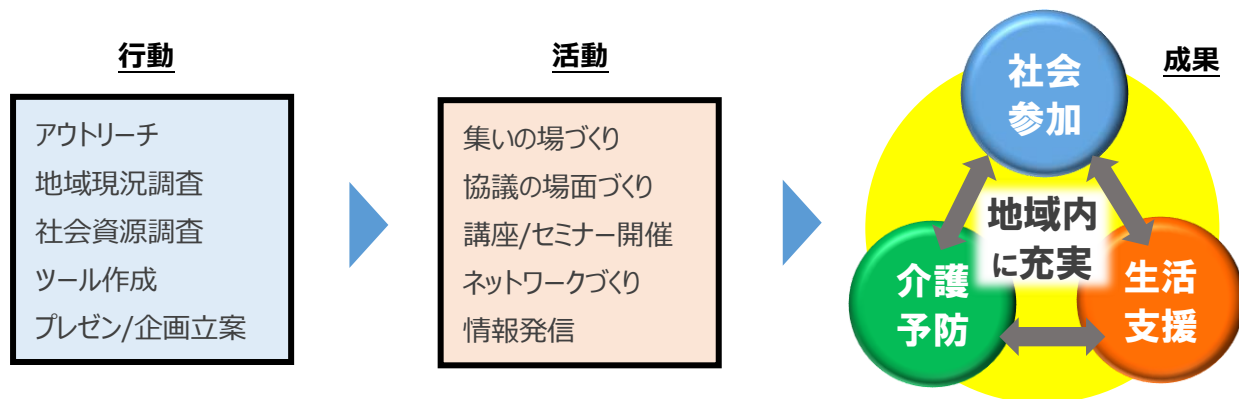 行動
アウトリーチ
地域現況調査
社会資源調査
ツール作成
プレゼン/企画立案
活動
集いの場づくり
協議の場面づくり
講座/セミナー開催
ネットワークづくり
情報発信
成果
社会
参加
地域内
に充実
介護
予防
生活
支援